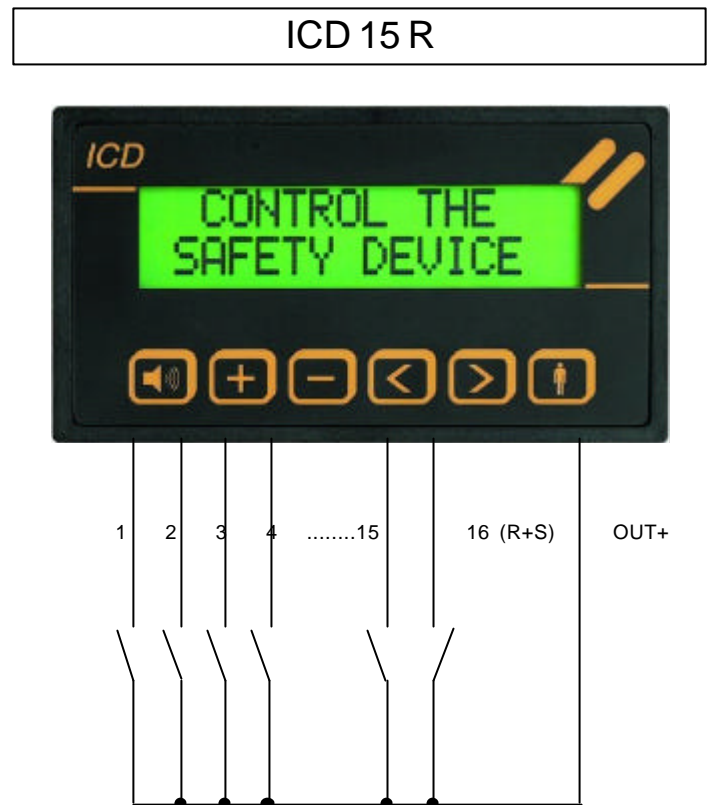 ICD 15 R
ICD
CONTROL THE
SAFETY DEVICE
1 2 3 4 ........15 16 (R+S) OUT+